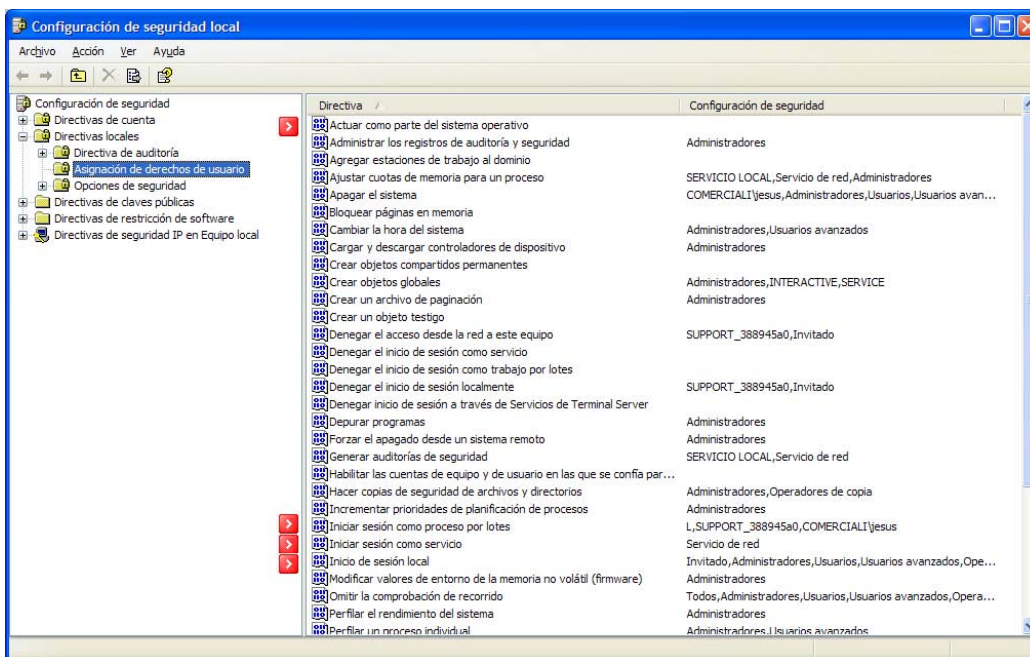 Configuración de seguridad local
Archivo Acción Ver Ayuda
Configuración de seguridad
Directivas de cuenta
Directivas locales
Directiva de auditoría
Asignación de derechos de usuario
Opciones de seguridad
Directivas de claves públicas
Directivas de restricción de software
Directivas de seguridad IP en Equipo local
Directiva Configuración de seguridad
Actuar como parte del sistema operativo
Administrar los registros de auditoría y seguridad Administradores
Agregar estaciones de trabajo al dominio
Ajustar cuotas de memoria para un proceso SERVICIO LOCAL,Servicio de red,Administradores
Apagar el sistema COMERCIALI\jesus,Administradores,Usuarios,Usuarios avan...
Bloquear páginas en memoria
Cambiar la hora del sistema Administradores,Usuarios avanzados
Cargar y descargar controladores de dispositivo Administradores
Crear objetos compartidos permanentes
Crear objetos globales Administradores,INTERACTIVE,SERVICE
Crear un archivo de paginación Administradores
Crear un objeto testigo
Denegar el acceso desde la red a este equipo SUPPORT_388945a0,Invitado
Denegar el inicio de sesión como servicio
Denegar el inicio de sesión como trabajo por lotes
Denegar el inicio de sesión localmente SUPPORT_388945a0,Invitado
Denegar inicio de sesión a través de Servicios de Terminal Server
Depurar programas Administradores
Forzar el apagado desde un sistema remoto Administradores
Generar auditorías de seguridad SERVICIO LOCAL,Servicio de red
Habilitar las cuentas de equipo y de usuario en las que se confía par...
Hacer copias de seguridad de archivos y directorios Administradores,Operadores de copia
Incrementar prioridades de planificación de procesos Administradores
Iniciar sesión como proceso por lotes L,SUPPORT_388945a0,COMERCIALI\jesus
Iniciar sesión como servicio Servicio de red
Inicio de sesión local Invitado,Administradores,Usuarios,Usuarios avanzados,Ope...
Modificar valores de entorno de la memoria no volátil (firmware) Administradores
Omitir la comprobación de recorrido Todos,Administradores,Usuarios,Usuarios avanzados,Opera...
Perfilar el rendimiento del sistema Administradores
Perfilar un proceso individual Administradores,Usuarios avanzados